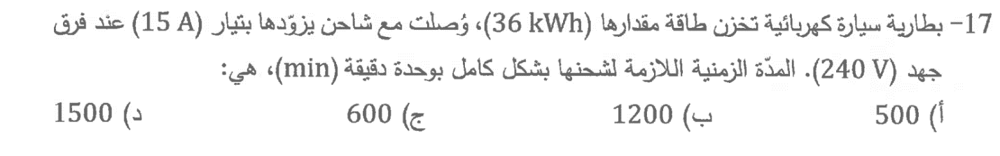 17- بطارية سيارة كهربائية تخزن طاقة مقدارها (36 kWh)، وُصلت مع شاحن يزوّدها بتيار (15 A) عند فرق
جهد (240 V). المدّة الزمنية اللازمة لشحنها بشكل كامل بوحدة دقيقة (min)، هي:
أ) 500 ب) 1200 ج) 600 د) 1500